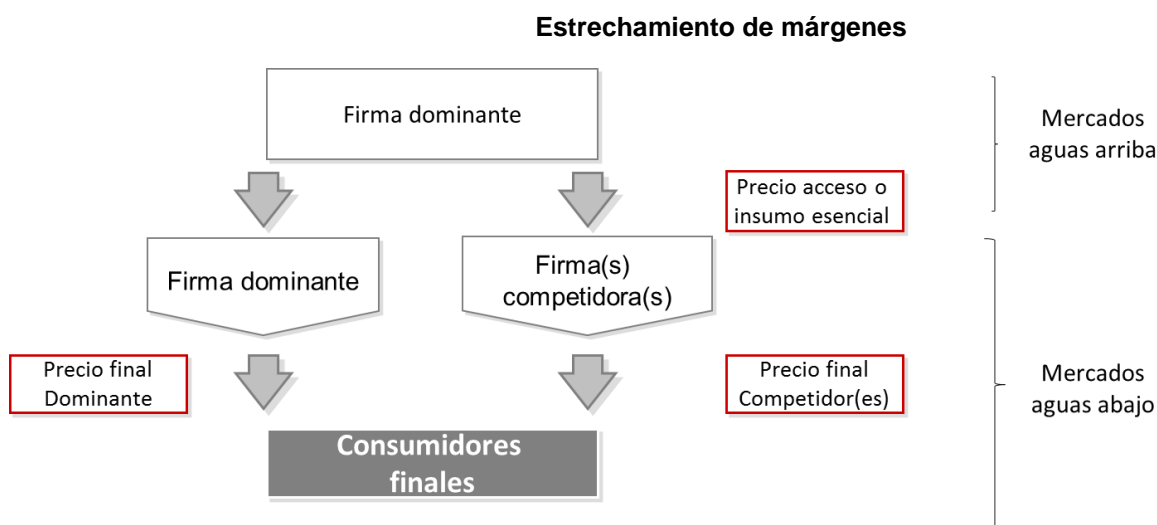 Estrechamiento de márgenes
Firma dominante
Mercados
aguas arriba
Precio acceso o
insumo esencial
Firma dominante
Firma(s)
competidora(s)
Precio final
Dominante
Precio final
Competidor(es)
Mercados
aguas abajo
Consumidores
finales